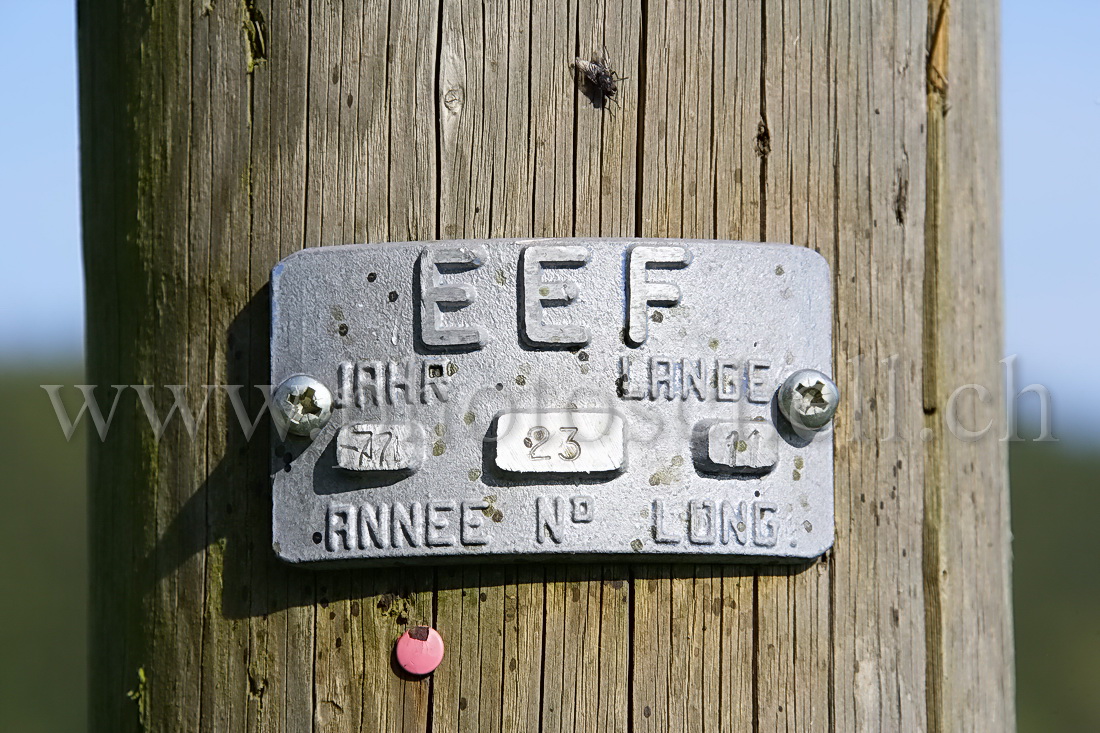 EEF
JAHR LANGE
77 23 11
ANNEE Nº LONG.